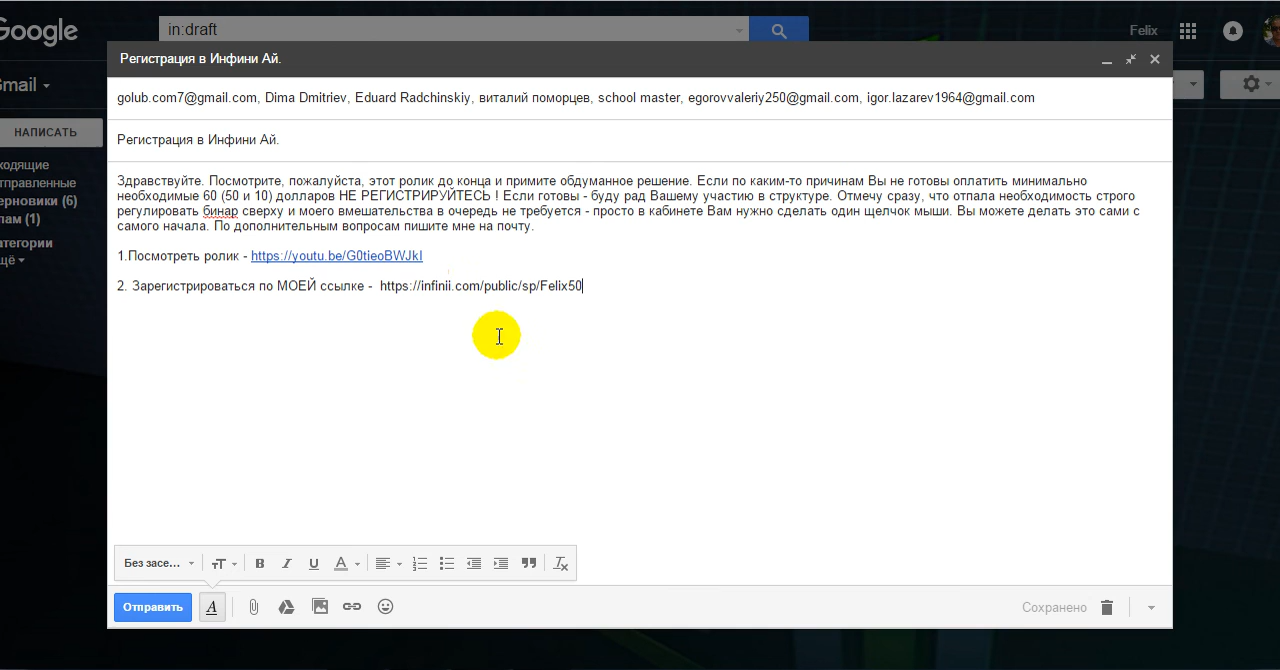 Google
in:draft
Felix
Регистрация в Инфини Ай.
Gmail
golub.com7@gmail.com, Dima Dmitriev, Eduard Radchinskiy, виталий поморцев, school master, egorovvaleriy250@gmail.com, igor.lazarev1964@gmail.com
НАПИСАТЬ
Регистрация в Инфини Ай.
ходящие
тправленные
ерновики (6)
пам (1)
атегории
щё
Здравствуйте. Посмотрите, пожалуйста, этот ролик до конца и примите обдуманное решение. Если по каким-то причинам Вы не готовы оплатить минимально
необходимые 60 (50 и 10) долларов НЕ РЕГИСТРИРУЙТЕСЬ ! Если готовы - буду рад Вашему участию в структуре. Отмечу сразу, что отпала необходимость строго
регулировать бинар сверху и моего вмешательства в очередь не требуется - просто в кабинете Вам нужно сделать один щелчок мыши. Вы можете делать это сами с
самого начала. По дополнительным вопросам пишите мне на почту.
1.Посмотреть ролик - https://youtu.be/G0tieoBWJkI
2. Зарегистрироваться по МОЕЙ ссылке - https://infinii.com/public/sp/Felix50
Без засе...
Отправить
Сохранено